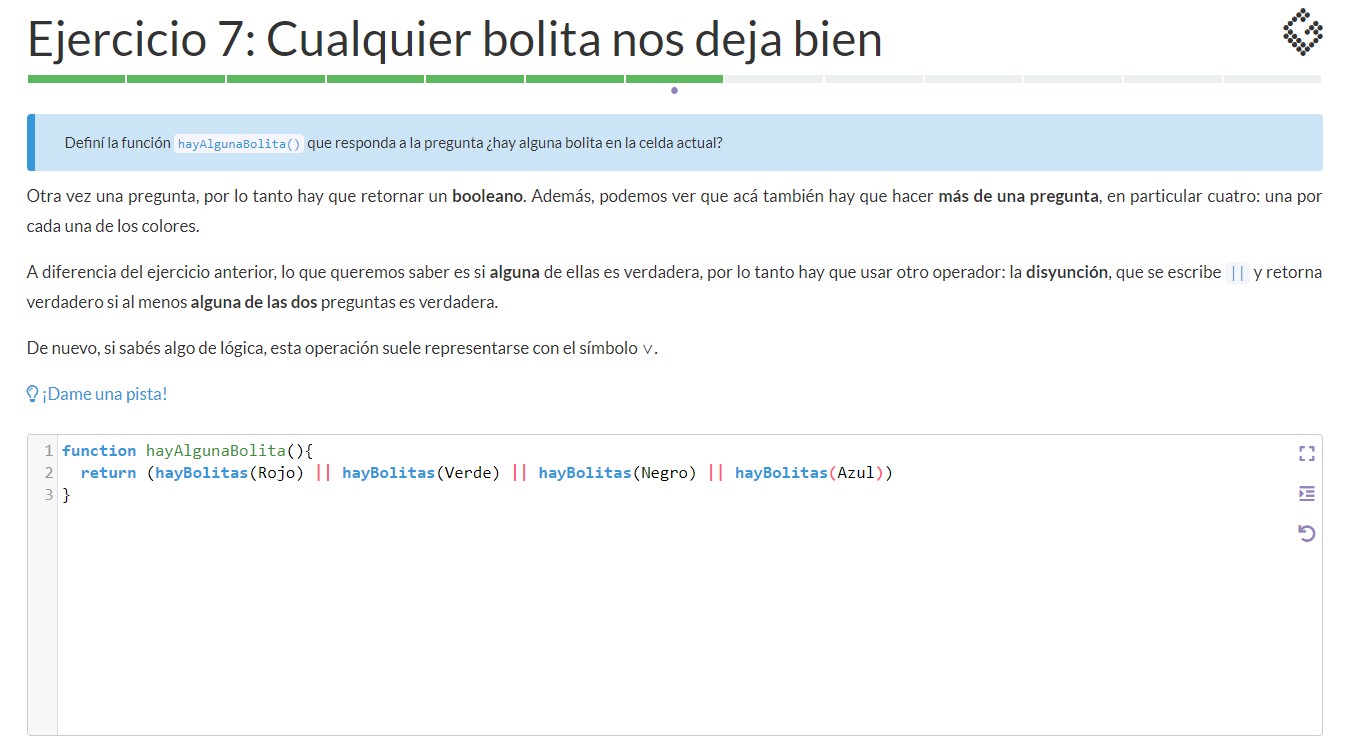 Ejercicio 7: Cualquier bolita nos deja bien
Definí la función hayAlgunaBolita() que responda a la pregunta ¿hay alguna bolita en la celda actual?
Otra vez una pregunta, por lo tanto hay que retornar un booleano. Además, podemos ver que acá también hay que hacer más de una pregunta, en particular cuatro: una por
cada una de los colores.
A diferencia del ejercicio anterior, lo que queremos saber es si alguna de ellas es verdadera, por lo tanto hay que usar otro operador: la disyunción, que se escribe || y retorna
verdadero si al menos alguna de las dos preguntas es verdadera.
De nuevo, si sabés algo de lógica, esta operación suele representarse con el símbolo ∨.
¡Dame una pista!
1 function hayAlgunaBolita(){
2   return (hayBolitas(Rojo) || hayBolitas(Verde) || hayBolitas(Negro) || hayBolitas(Azul))
3 }